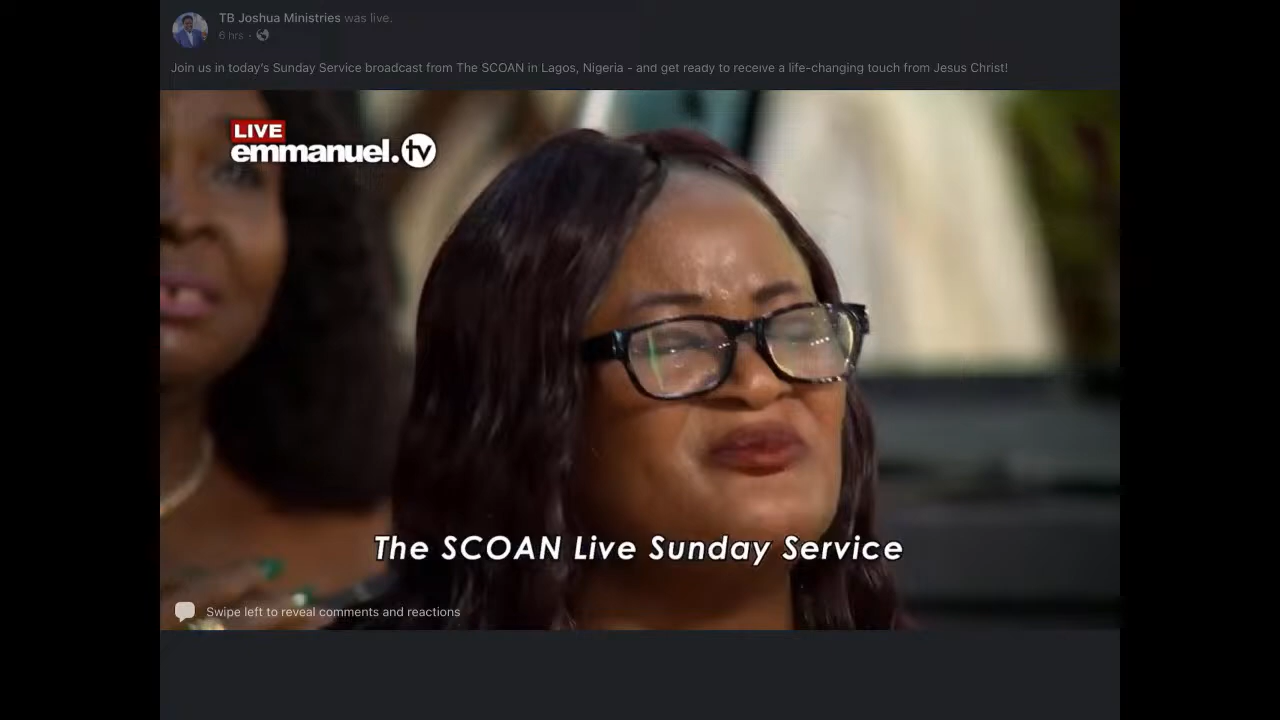 TB Joshua Ministries was live.
6 hrs ·
Join us in today's Sunday Service broadcast from The SCOAN in Lagos, Nigeria - and get ready to receive a life-changing touch from Jesus Christ!
LIVE
emmanuel.tv
The SCOAN Live Sunday Service
Swipe left to reveal comments and reactions